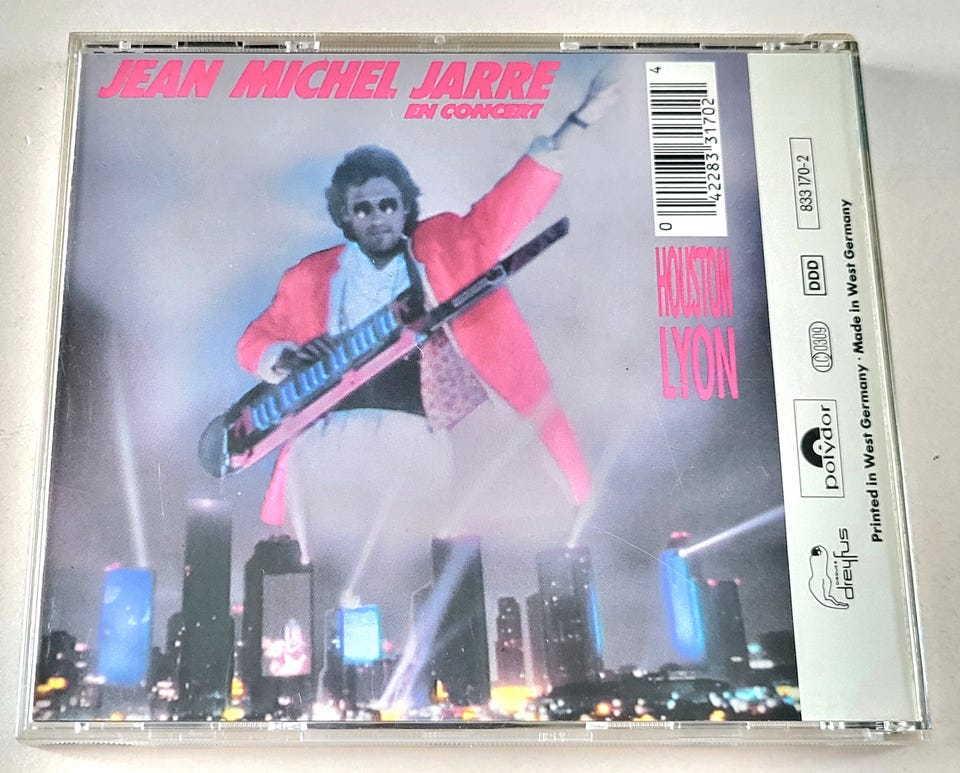 JEAN MICHEL JARRE
EN CONCERT
HOUSTON
LYON
0 42283 31702 4
833 170-2
DDD
LC 0309
polydor
disques
dreyfus
Printed in West Germany · Made in West Germany